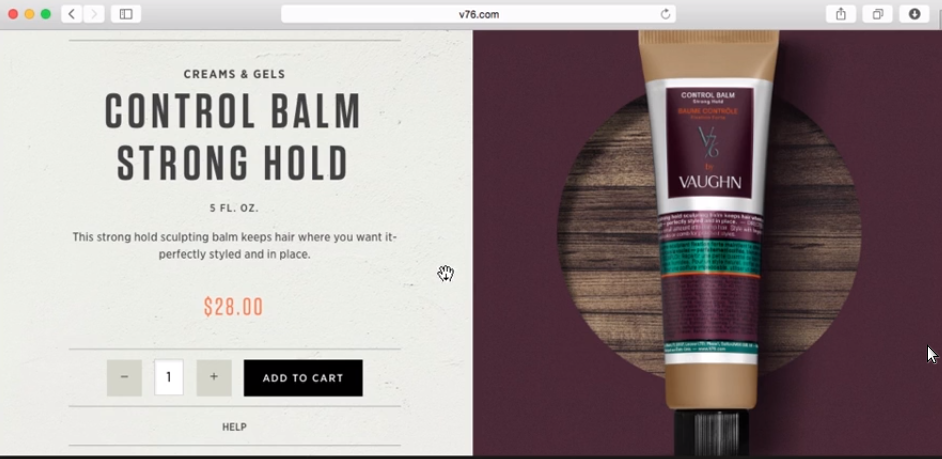 v76.com
CREAMS & GELS
CONTROL BALM
STRONG HOLD
5 FL. OZ.
This strong hold sculpting balm keeps hair where you want it-
perfectly styled and in place.
$28.00
− 1 +
ADD TO CART
HELP
CONTROL BALM
Strong Hold
BAUME CONTRÔLE
V76
by
VAUGHN